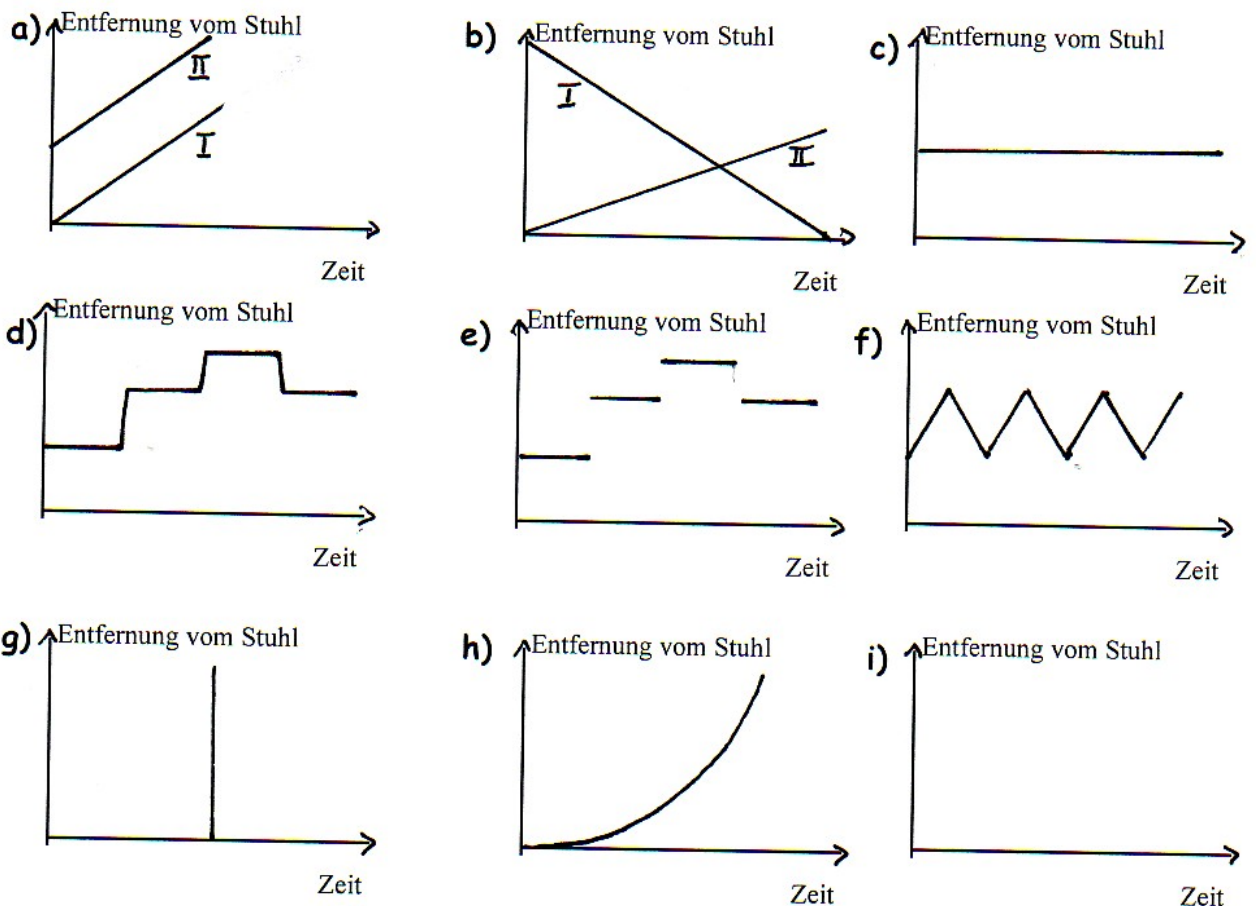 a) Entfernung vom Stuhl
II
I
Zeit
b) Entfernung vom Stuhl
I
II
Zeit
c) Entfernung vom Stuhl
Zeit
d) Entfernung vom Stuhl
Zeit
e) Entfernung vom Stuhl
Zeit
f) Entfernung vom Stuhl
Zeit
g) Entfernung vom Stuhl
Zeit
h) Entfernung vom Stuhl
Zeit
i) Entfernung vom Stuhl
Zeit